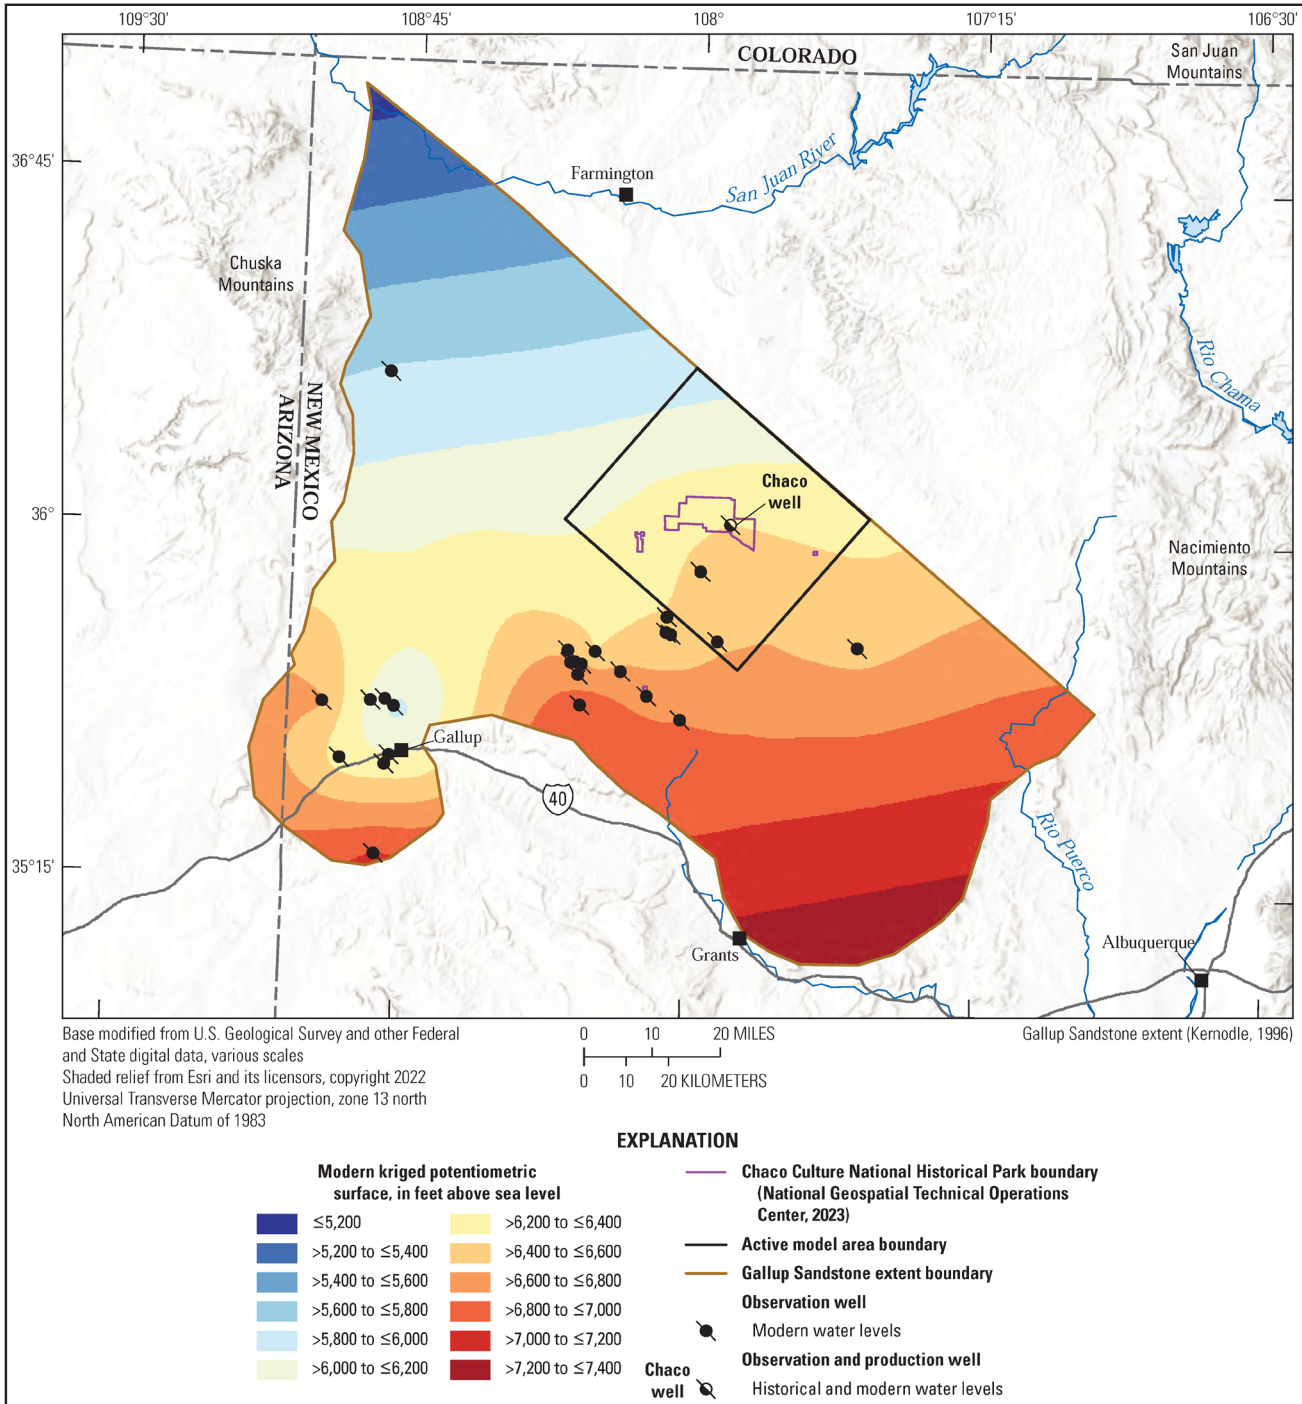 109°30'
108°45'
108°
107°15'
106°30'
COLORADO
San Juan
Mountains
36°45'
Farmington
San Juan River
Chuska
Mountains
NEW MEXICO
ARIZONA
Rio Chama
Chaco
well
36°
Nacimiento
Mountains
Gallup
40
Rio Puerco
35°15'
Grants
Albuquerque
Base modified from U.S. Geological Survey and other Federal
and State digital data, various scales
Shaded relief from Esri and its licensors, copyright 2022
Universal Transverse Mercator projection, zone 13 north
North American Datum of 1983
0 10 20 MILES
0 10 20 KILOMETERS
Gallup Sandstone extent (Kernodle, 1996)
EXPLANATION
Modern kriged potentiometric
surface, in feet above sea level
≤5,200
>5,200 to ≤5,400
>5,400 to ≤5,600
>5,600 to ≤5,800
>5,800 to ≤6,000
>6,000 to ≤6,200
>6,200 to ≤6,400
>6,400 to ≤6,600
>6,600 to ≤6,800
>6,800 to ≤7,000
>7,000 to ≤7,200
>7,200 to ≤7,400
Chaco Culture National Historical Park boundary
(National Geospatial Technical Operations
Center, 2023)
Active model area boundary
Gallup Sandstone extent boundary
Observation well
Modern water levels
Observation and production well
Chaco
well
Historical and modern water levels